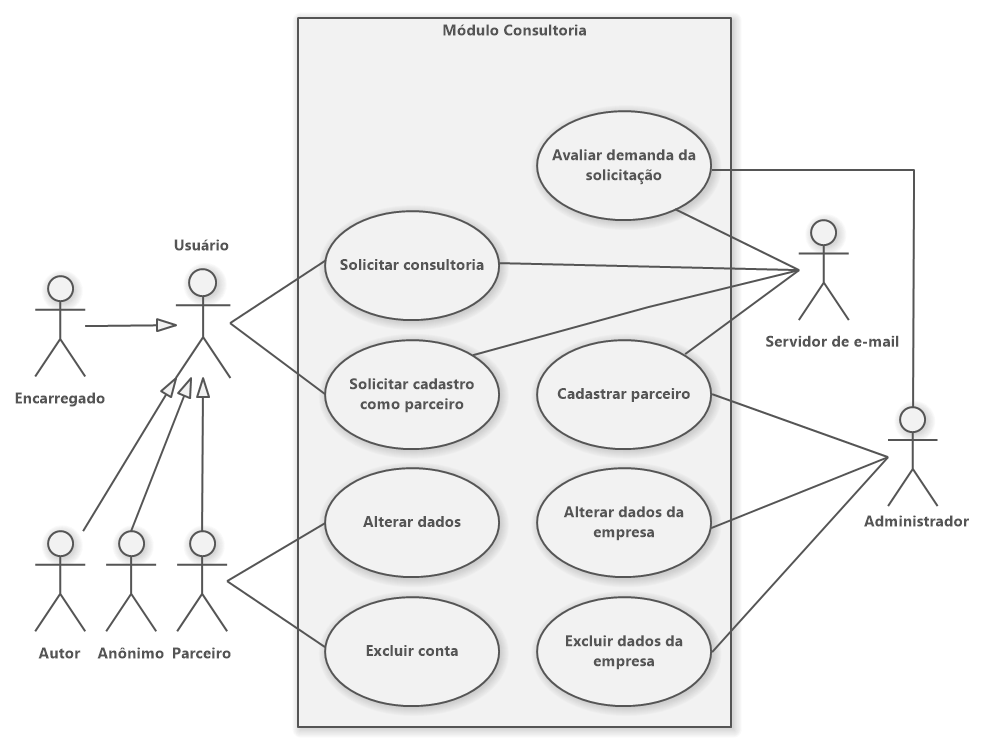 Módulo Consultoria
Avaliar demanda da
solicitação
Usuário
Solicitar consultoria
Servidor de e-mail
Encarregado
Solicitar cadastro
como parceiro
Cadastrar parceiro
Alterar dados
Alterar dados da
empresa
Administrador
Autor
Anônimo
Parceiro
Excluir conta
Excluir dados da
empresa